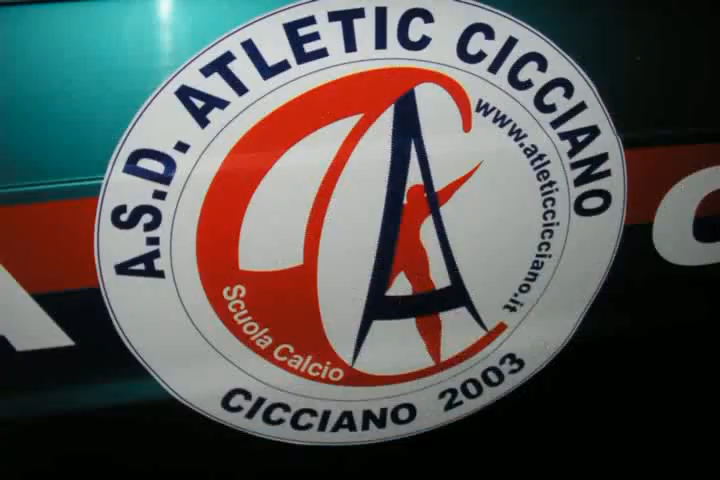 A.S.D. ATLETIC CICCIANO
www.atleticcicciano.it
Scuola Calcio
CICCIANO 2003